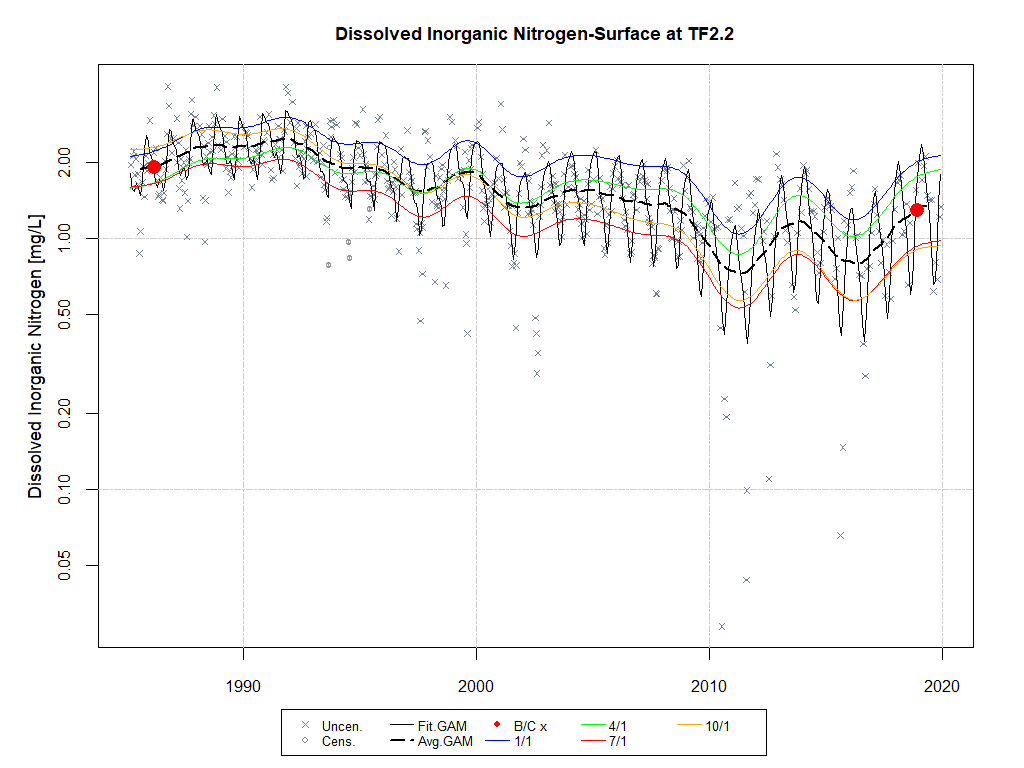 Dissolved Inorganic Nitrogen-Surface at TF2.2
Dissolved Inorganic Nitrogen [mg/L]
2.00
1.00
0.50
0.20
0.10
0.05
1990 2000 2010 2020
Uncen. Fit.GAM B/C x 4/1 10/1
Cens. Avg.GAM 1/1 7/1